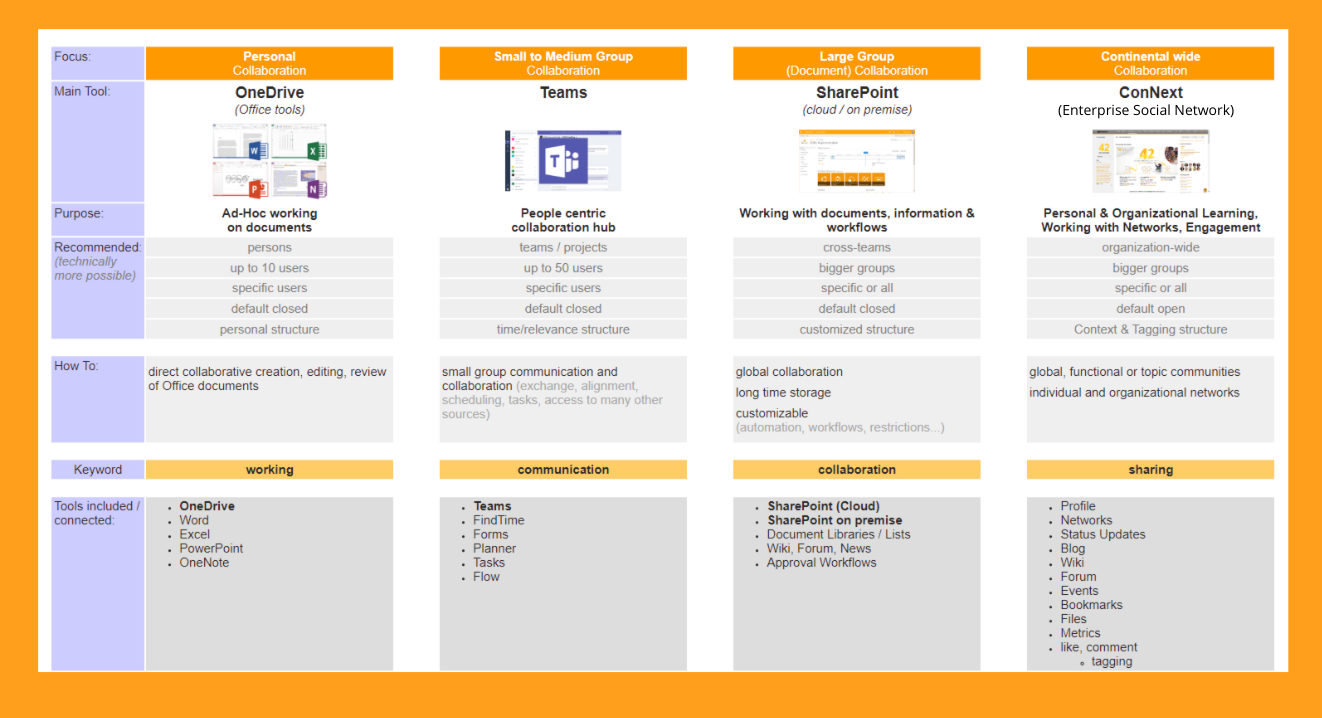 Focus:
Personal
Collaboration
Small to Medium Group
Collaboration
Large Group
(Document) Collaboration
Continental wide
Collaboration
Main Tool:
OneDrive
(Office tools)
Teams
SharePoint
(cloud / on premise)
ConNext
(Enterprise Social Network)
W
X
P
N
T
42
42
Purpose:
Ad-Hoc working
on documents
People centric
collaboration hub
Working with documents, information &
workflows
Personal & Organizational Learning,
Working with Networks, Engagement
Recommended:
(technically
more possible)
persons
teams / projects
cross-teams
organization-wide
up to 10 users
up to 50 users
bigger groups
bigger groups
specific users
specific users
specific or all
specific or all
default closed
default closed
default closed
default open
personal structure
time/relevance structure
customized structure
Context & Tagging structure
How To:
direct collaborative creation, editing, review
of Office documents
small group communication and
collaboration (exchange, alignment,
scheduling, tasks, access to many other
sources)
global collaboration
long time storage
customizable
(automation, workflows, restrictions...)
global, functional or topic communities
individual and organizational networks
Keyword
working
communication
collaboration
sharing
Tools included /
connected:
• OneDrive
• Word
• Excel
• PowerPoint
• OneNote
• Teams
• FindTime
• Forms
• Planner
• Tasks
• Flow
• SharePoint (Cloud)
• SharePoint on premise
• Document Libraries / Lists
• Wiki, Forum, News
• Approval Workflows
• Profile
• Networks
• Status Updates
• Blog
• Wiki
• Forum
• Events
• Bookmarks
• Files
• Metrics
• like, comment
◦ tagging